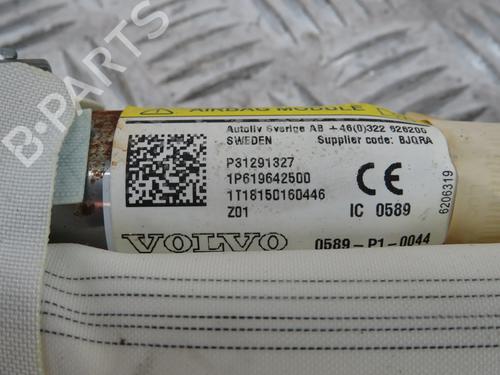 AIRBAG MODULE
Autoliv Sverige AB +46(0)322 626200
SWEDEN Supplier code: BJQRA
P31291327
1P619642500
1T18150160446
Z01
CE
IC 0589
6206319
VOLVO
0589-P1-0044
B-PARTS